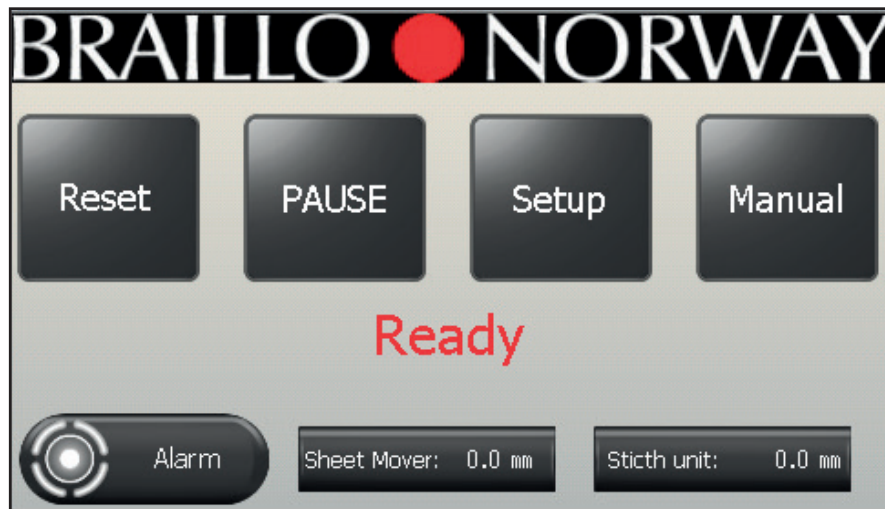 BRAILLO NORWAY
Reset PAUSE Setup Manual
Ready
Alarm Sheet Mover: 0.0 mm Sticth unit: 0.0 mm